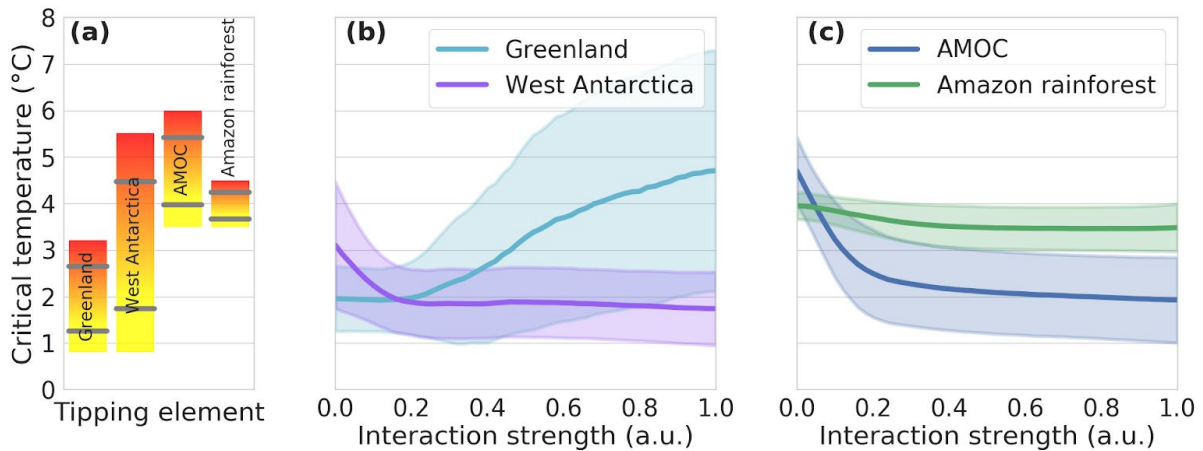 (a)
Critical temperature (°C)
8
7
6
5
4
3
2
1
0
Greenland
West Antarctica
AMOC
Amazon rainforest
Tipping element
(b)
Greenland
West Antarctica
0.0 0.2 0.4 0.6 0.8 1.0
Interaction strength (a.u.)
(c)
AMOC
Amazon rainforest
0.0 0.2 0.4 0.6 0.8 1.0
Interaction strength (a.u.)